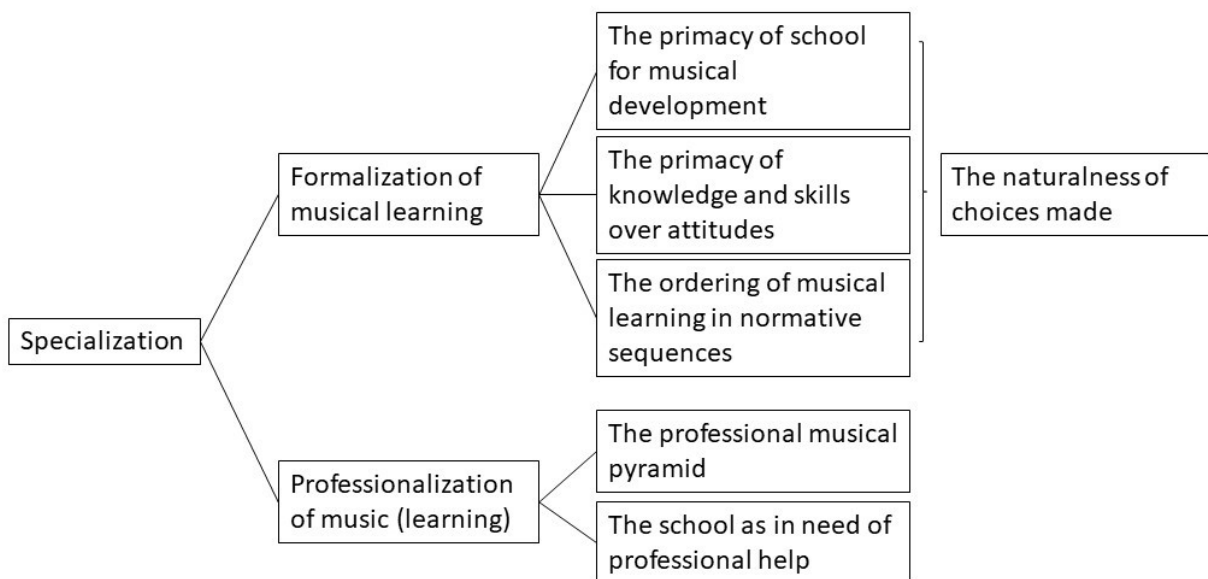 Specialization
Formalization of
musical learning
The primacy of school
for musical
development
The primacy of
knowledge and skills
over attitudes
The ordering of musical
learning in normative
sequences
The naturalness of
choices made
Professionalization
of music (learning)
The professional musical
pyramid
The school as in need of
professional help